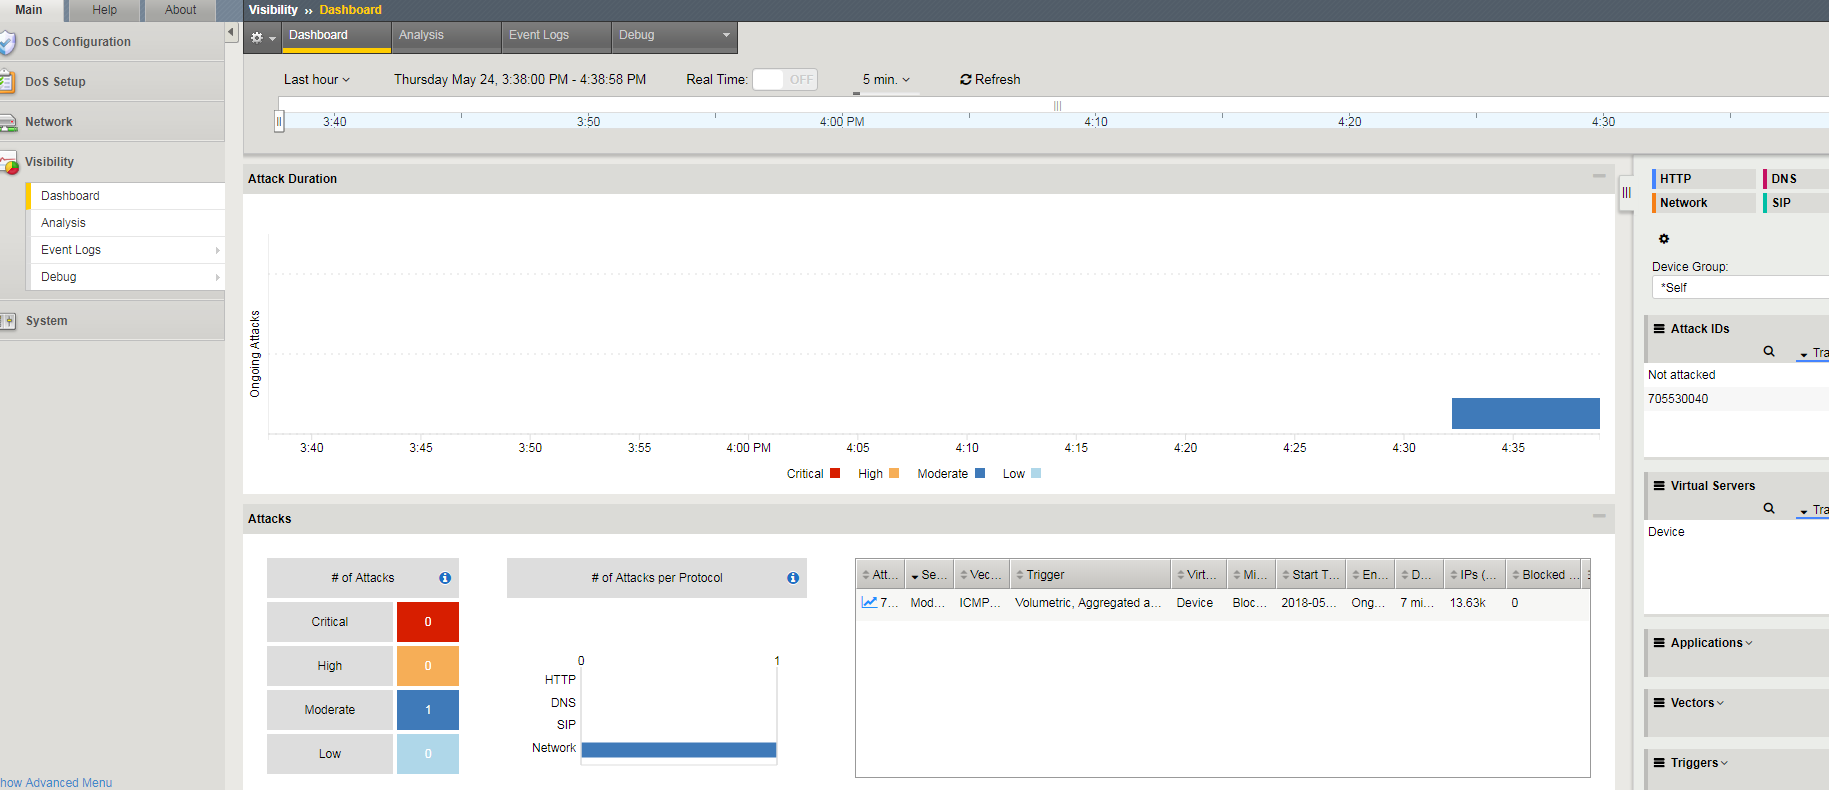 Main Help About
Visibility ›› Dashboard
DoS Configuration
DoS Setup
Network
Visibility
Dashboard
Analysis
Event Logs
Debug
System
how Advanced Menu
Dashboard Analysis Event Logs Debug
Last hour Thursday May 24, 3:38:00 PM - 4:38:58 PM Real Time: OFF 5 min. Refresh
3:40 3:50 4:00 PM 4:10 4:20 4:30
Attack Duration
Ongoing Attacks
3:40 3:45 3:50 3:55 4:00 PM 4:05 4:10 4:15 4:20 4:25 4:30 4:35
Critical High Moderate Low
Attacks
# of Attacks
Critical 0
High 0
Moderate 1
Low 0
# of Attacks per Protocol
0 1
HTTP
DNS
SIP
Network
Att... Se... Vec... Trigger Virt... Mi... Start T... En... D... IPs (... Blocked ...
7... Mod... ICMP... Volumetric, Aggregated a... Device Bloc... 2018-05... Ong... 7 mi... 13.63k 0
HTTP DNS
Network SIP
Device Group:
*Self
Attack IDs
Tra
Not attacked
705530040
Virtual Servers
Tra
Device
Applications
Vectors
Triggers